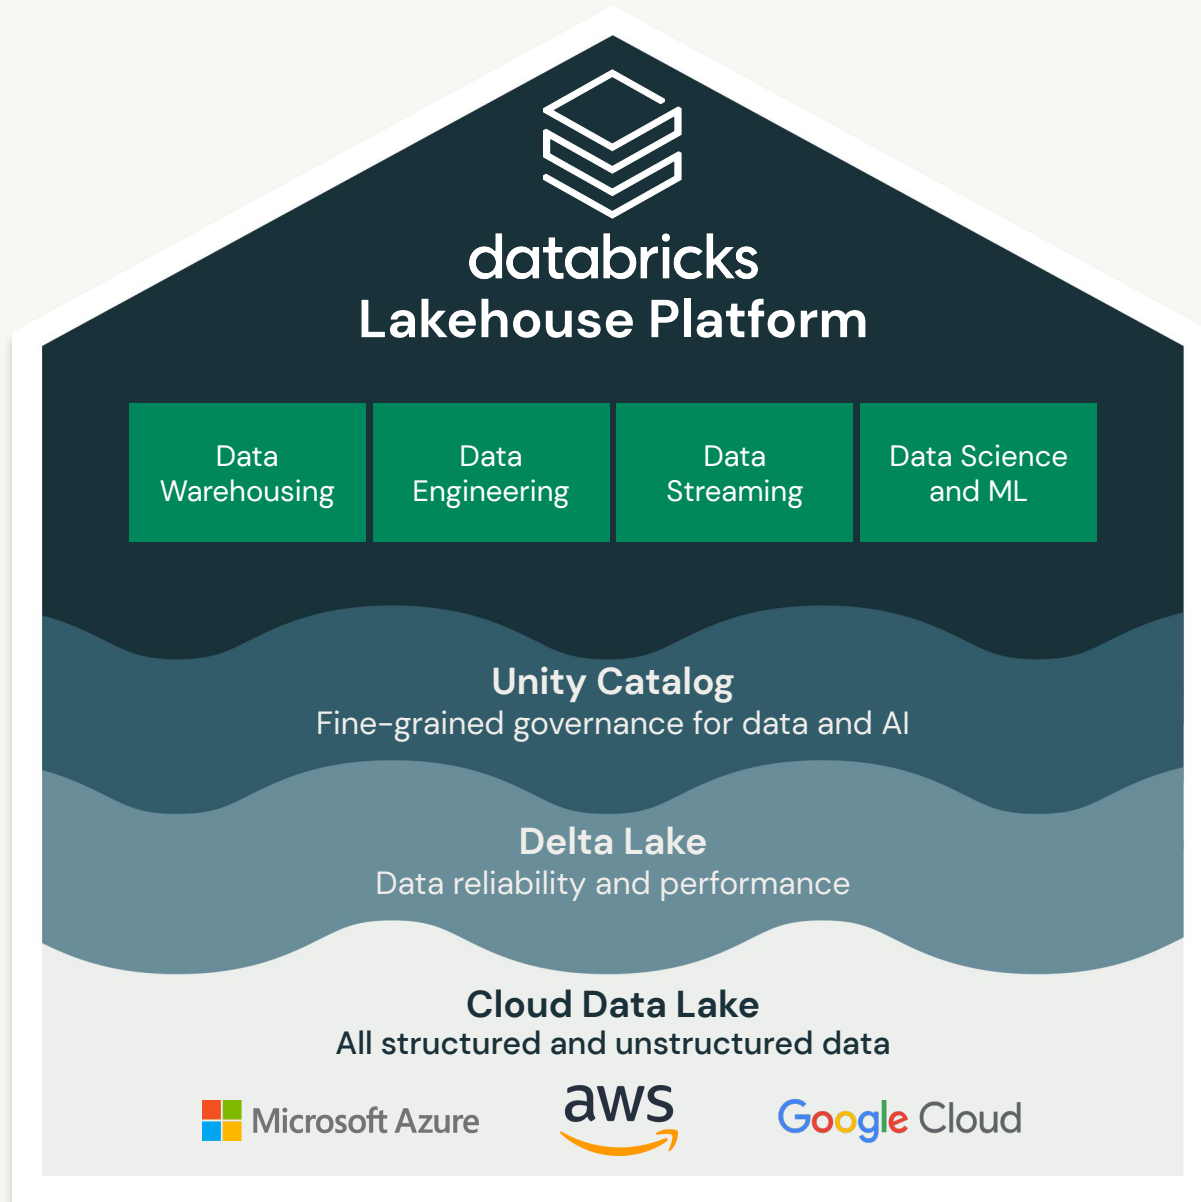 databricks
Lakehouse Platform
Data
Warehousing
Data
Engineering
Data
Streaming
Data Science
and ML
Unity Catalog
Fine-grained governance for data and AI
Delta Lake
Data reliability and performance
Cloud Data Lake
All structured and unstructured data
Microsoft Azure
aws
Google Cloud